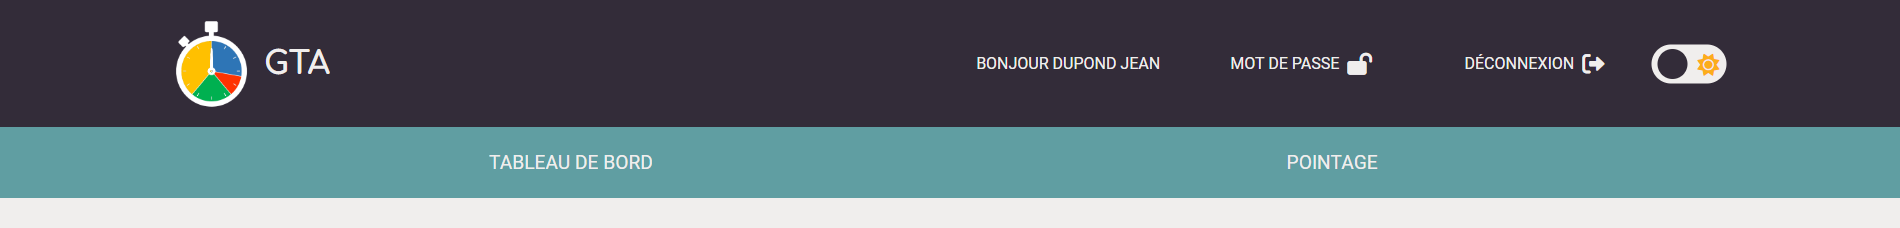 GTA
BONJOUR DUPOND JEAN
MOT DE PASSE
DÉCONNEXION
TABLEAU DE BORD
POINTAGE